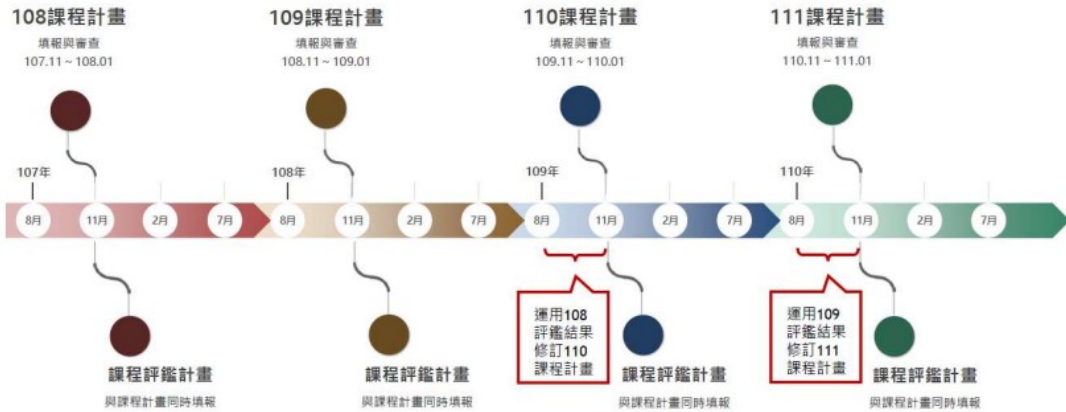 108課程計畫
填報與審查
107.11 ~ 108.01
109課程計畫
填報與審查
108.11 ~ 109.01
110課程計畫
填報與審查
109.11 ~ 110.01
111課程計畫
填報與審查
110.11 ~ 111.01
107年
108年
109年
110年
8月
11月
2月
7月
8月
11月
2月
7月
8月
11月
2月
7月
8月
11月
2月
7月
運用108
評鑑結果
修訂110
課程計畫
運用109
評鑑結果
修訂111
課程計畫
課程評鑑計畫
與課程計畫同時填報
課程評鑑計畫
與課程計畫同時填報
課程評鑑計畫
與課程計畫同時填報
課程評鑑計畫
與課程計畫同時填報